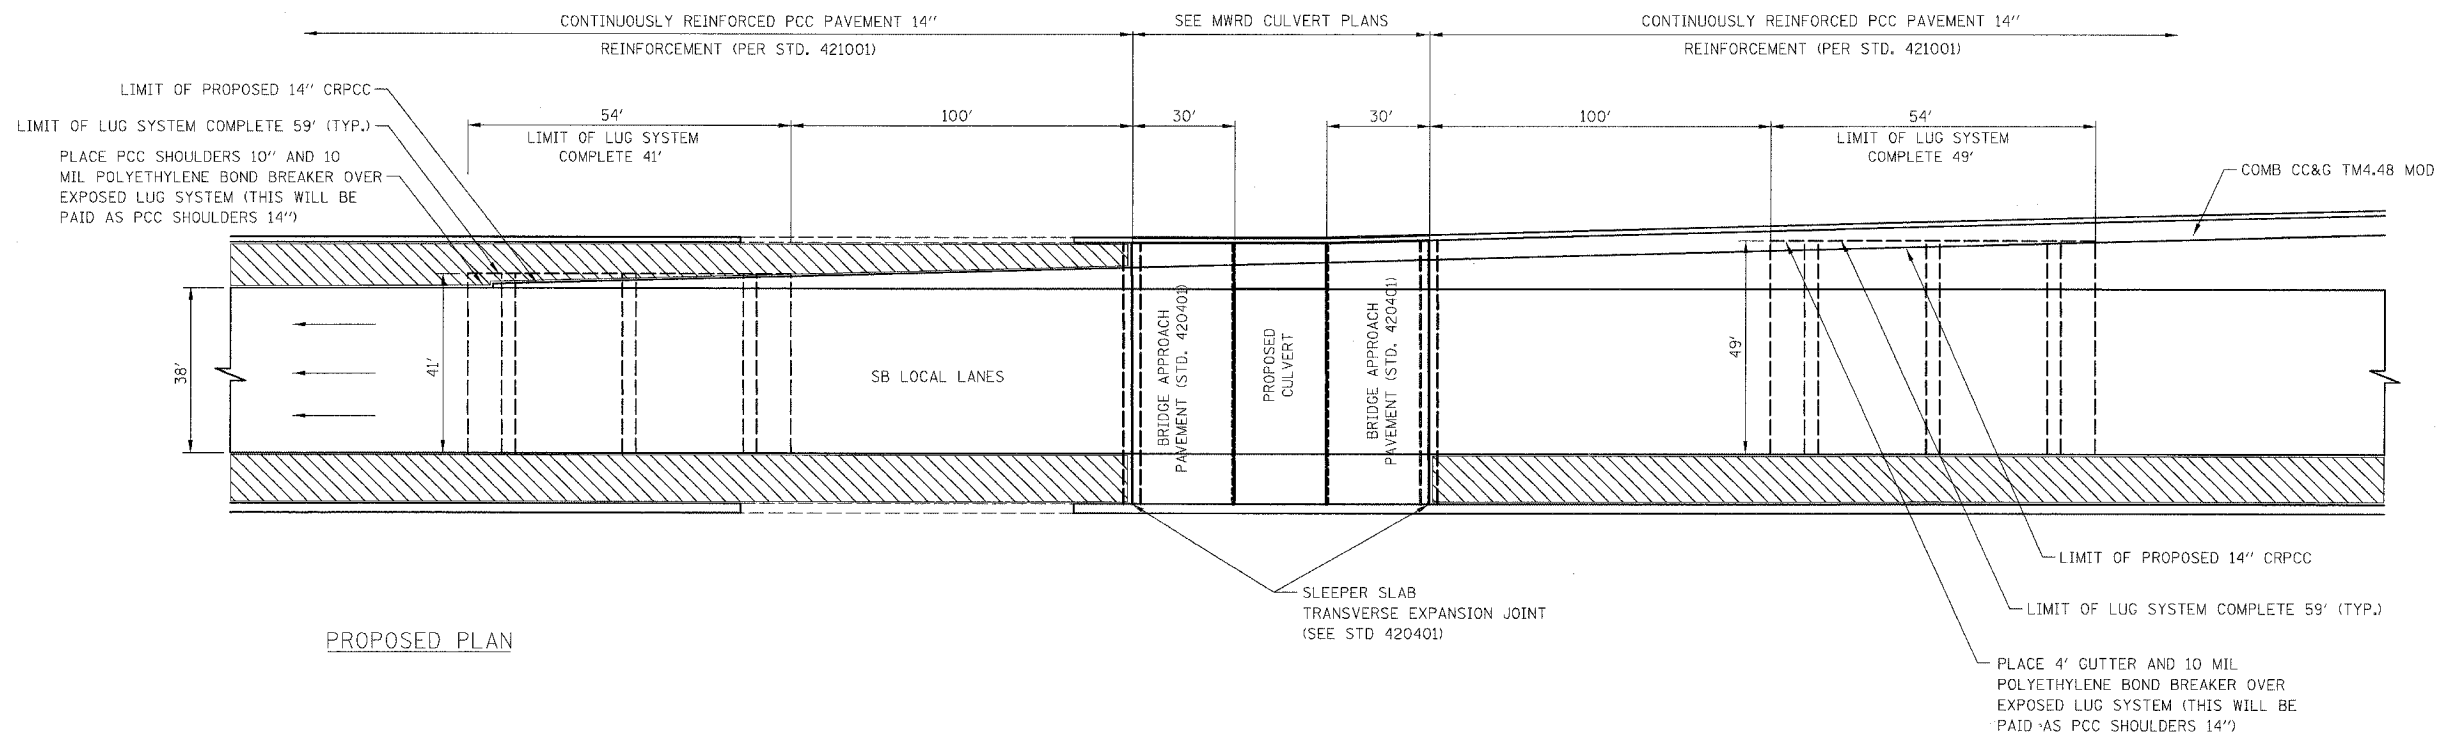 CONTINUOUSLY REINFORCED PCC PAVEMENT 14"
REINFORCEMENT (PER STD. 421001)
SEE MWRD CULVERT PLANS
CONTINUOUSLY REINFORCED PCC PAVEMENT 14"
REINFORCEMENT (PER STD. 421001)
LIMIT OF PROPOSED 14" CRPCC
LIMIT OF LUG SYSTEM COMPLETE 59' (TYP.)
PLACE PCC SHOULDERS 10" AND 10
MIL POLYETHYLENE BOND BREAKER OVER
EXPOSED LUG SYSTEM (THIS WILL BE
PAID AS PCC SHOULDERS 14")
54'
LIMIT OF LUG SYSTEM
COMPLETE 41'
100'
30'
30'
100'
54'
LIMIT OF LUG SYSTEM
COMPLETE 49'
COMB CC&G TM4.48 MOD
38'
41'
SB LOCAL LANES
BRIDGE APPROACH
PAVEMENT (STD. 420401)
PROPOSED
CULVERT
BRIDGE APPROACH
PAVEMENT (STD. 420401)
49'
SLEEPER SLAB
TRANSVERSE EXPANSION JOINT
(SEE STD 420401)
LIMIT OF PROPOSED 14" CRPCC
LIMIT OF LUG SYSTEM COMPLETE 59' (TYP.)
PLACE 4' GUTTER AND 10 MIL
POLYETHYLENE BOND BREAKER OVER
EXPOSED LUG SYSTEM (THIS WILL BE
PAID AS PCC SHOULDERS 14")
PROPOSED PLAN